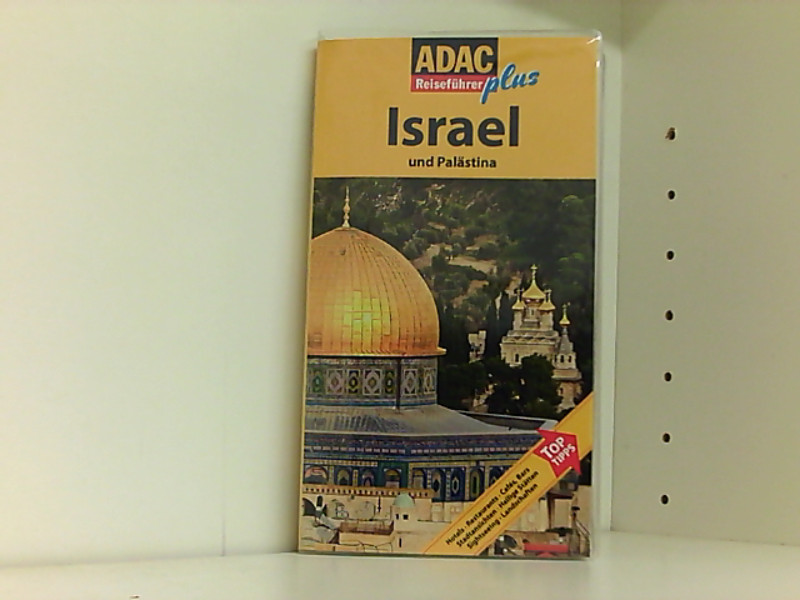 ADAC
Reiseführer plus
Israel
und Palästina
TOP
TIPPS
Hotels · Restaurants · Cafés, Bars
Stadtansichten · Heilige Stätten
Sightseeing · Landschaften